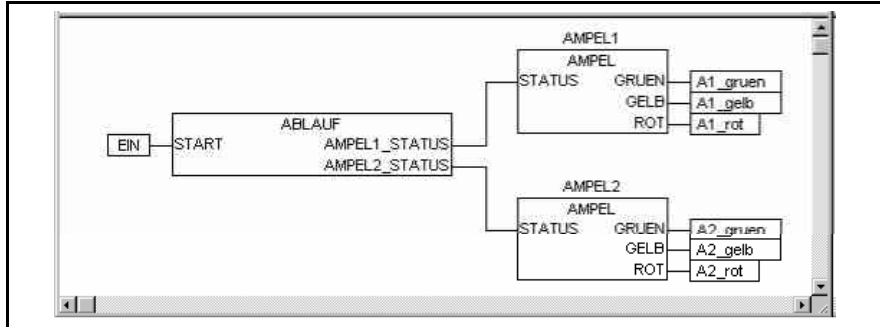 AMPEL1
AMPEL
STATUS GRUEN A1_gruen
GELB A1_gelb
ROT A1_rot
ABLAUF
EIN START AMPEL1_STATUS
AMPEL2_STATUS
AMPEL2
AMPEL
STATUS GRUEN A2_gruen
GELB A2_gelb
ROT A2_rot